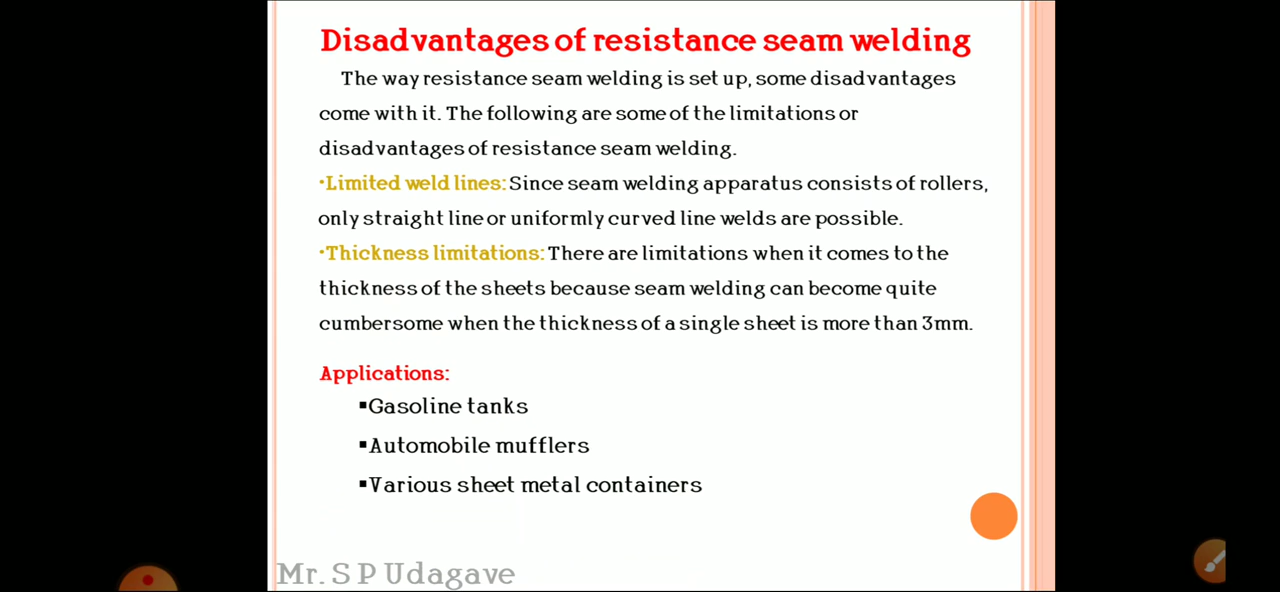 Disadvantages of resistance seam welding
The way resistance seam welding is set up, some disadvantages
come with it. The following are some of the limitations or
disadvantages of resistance seam welding.
•Limited weld lines: Since seam welding apparatus consists of rollers,
only straight line or uniformly curved line welds are possible.
•Thickness limitations: There are limitations when it comes to the
thickness of the sheets because seam welding can become quite
cumbersome when the thickness of a single sheet is more than 3mm.
Applications:
▪Gasoline tanks
▪Automobile mufflers
▪Various sheet metal containers
Mr. S P Udagave